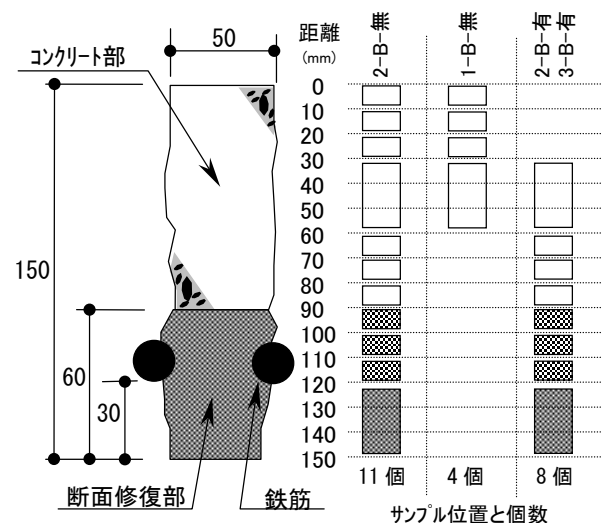 50
コンクリート部
150
60
30
断面修復部
鉄筋
距離
(mm)
0
10
20
30
40
50
60
70
80
90
100
110
120
130
140
150
2-B-無
1-B-無
2-B-有
3-B-有
11 個
4 個
8 個
サンプル位置と個数